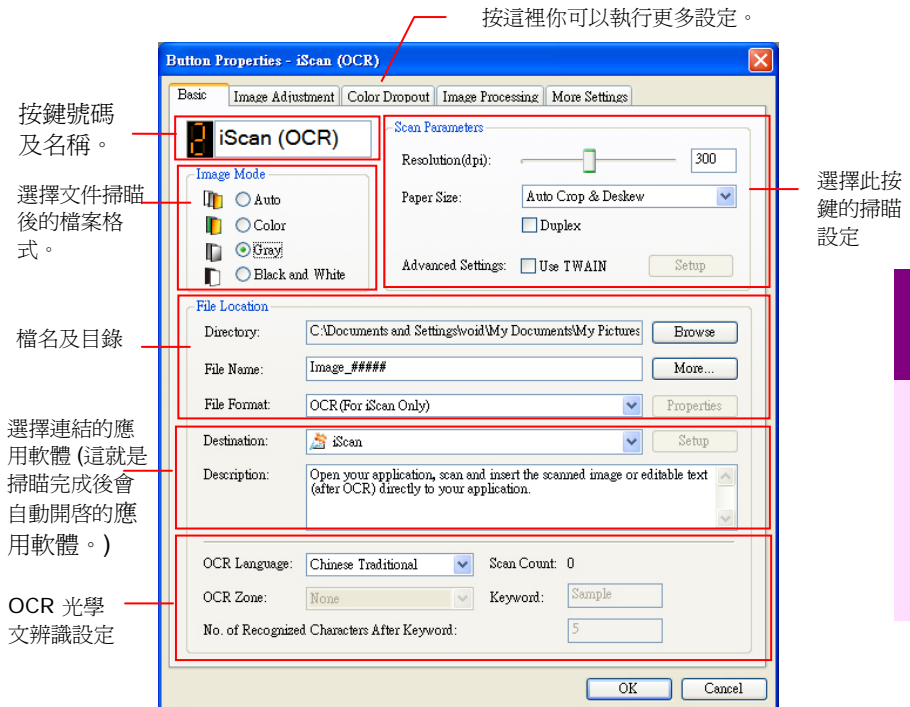 按這裡你可以執行更多設定。
Button Properties - iScan (OCR)
Basic Image Adjustment Color Dropout Image Processing More Settings
按鍵號碼
及名稱。
2 iScan (OCR)
Scan Parameters
Resolution(dpi): 300
Paper Size: Auto Crop & Deskew
Duplex
Advanced Settings: Use TWAIN Setup
選擇此按
鍵的掃瞄
設定
選擇文件掃瞄
後的檔案格
式。
Image Mode
Auto
Color
Gray
Black and White
檔名及目錄
File Location
Directory: C:\Documents and Settings\void\My Documents\My Pictures Browse
File Name: Image_##### More...
File Format: OCR(For iScan Only) Properties
選擇連結的應
用軟體 (這就是
掃瞄完成後會
自動開啓的應
用軟體。)
Destination: iScan Setup
Description: Open your application, scan and insert the scanned image or editable text
(after OCR) directly to your application.
OCR 光學
文辨識設定
OCR Language: Chinese Traditional Scan Count: 0
OCR Zone: None Keyword: Sample
No. of Recognized Characters After Keyword: 5
OK Cancel